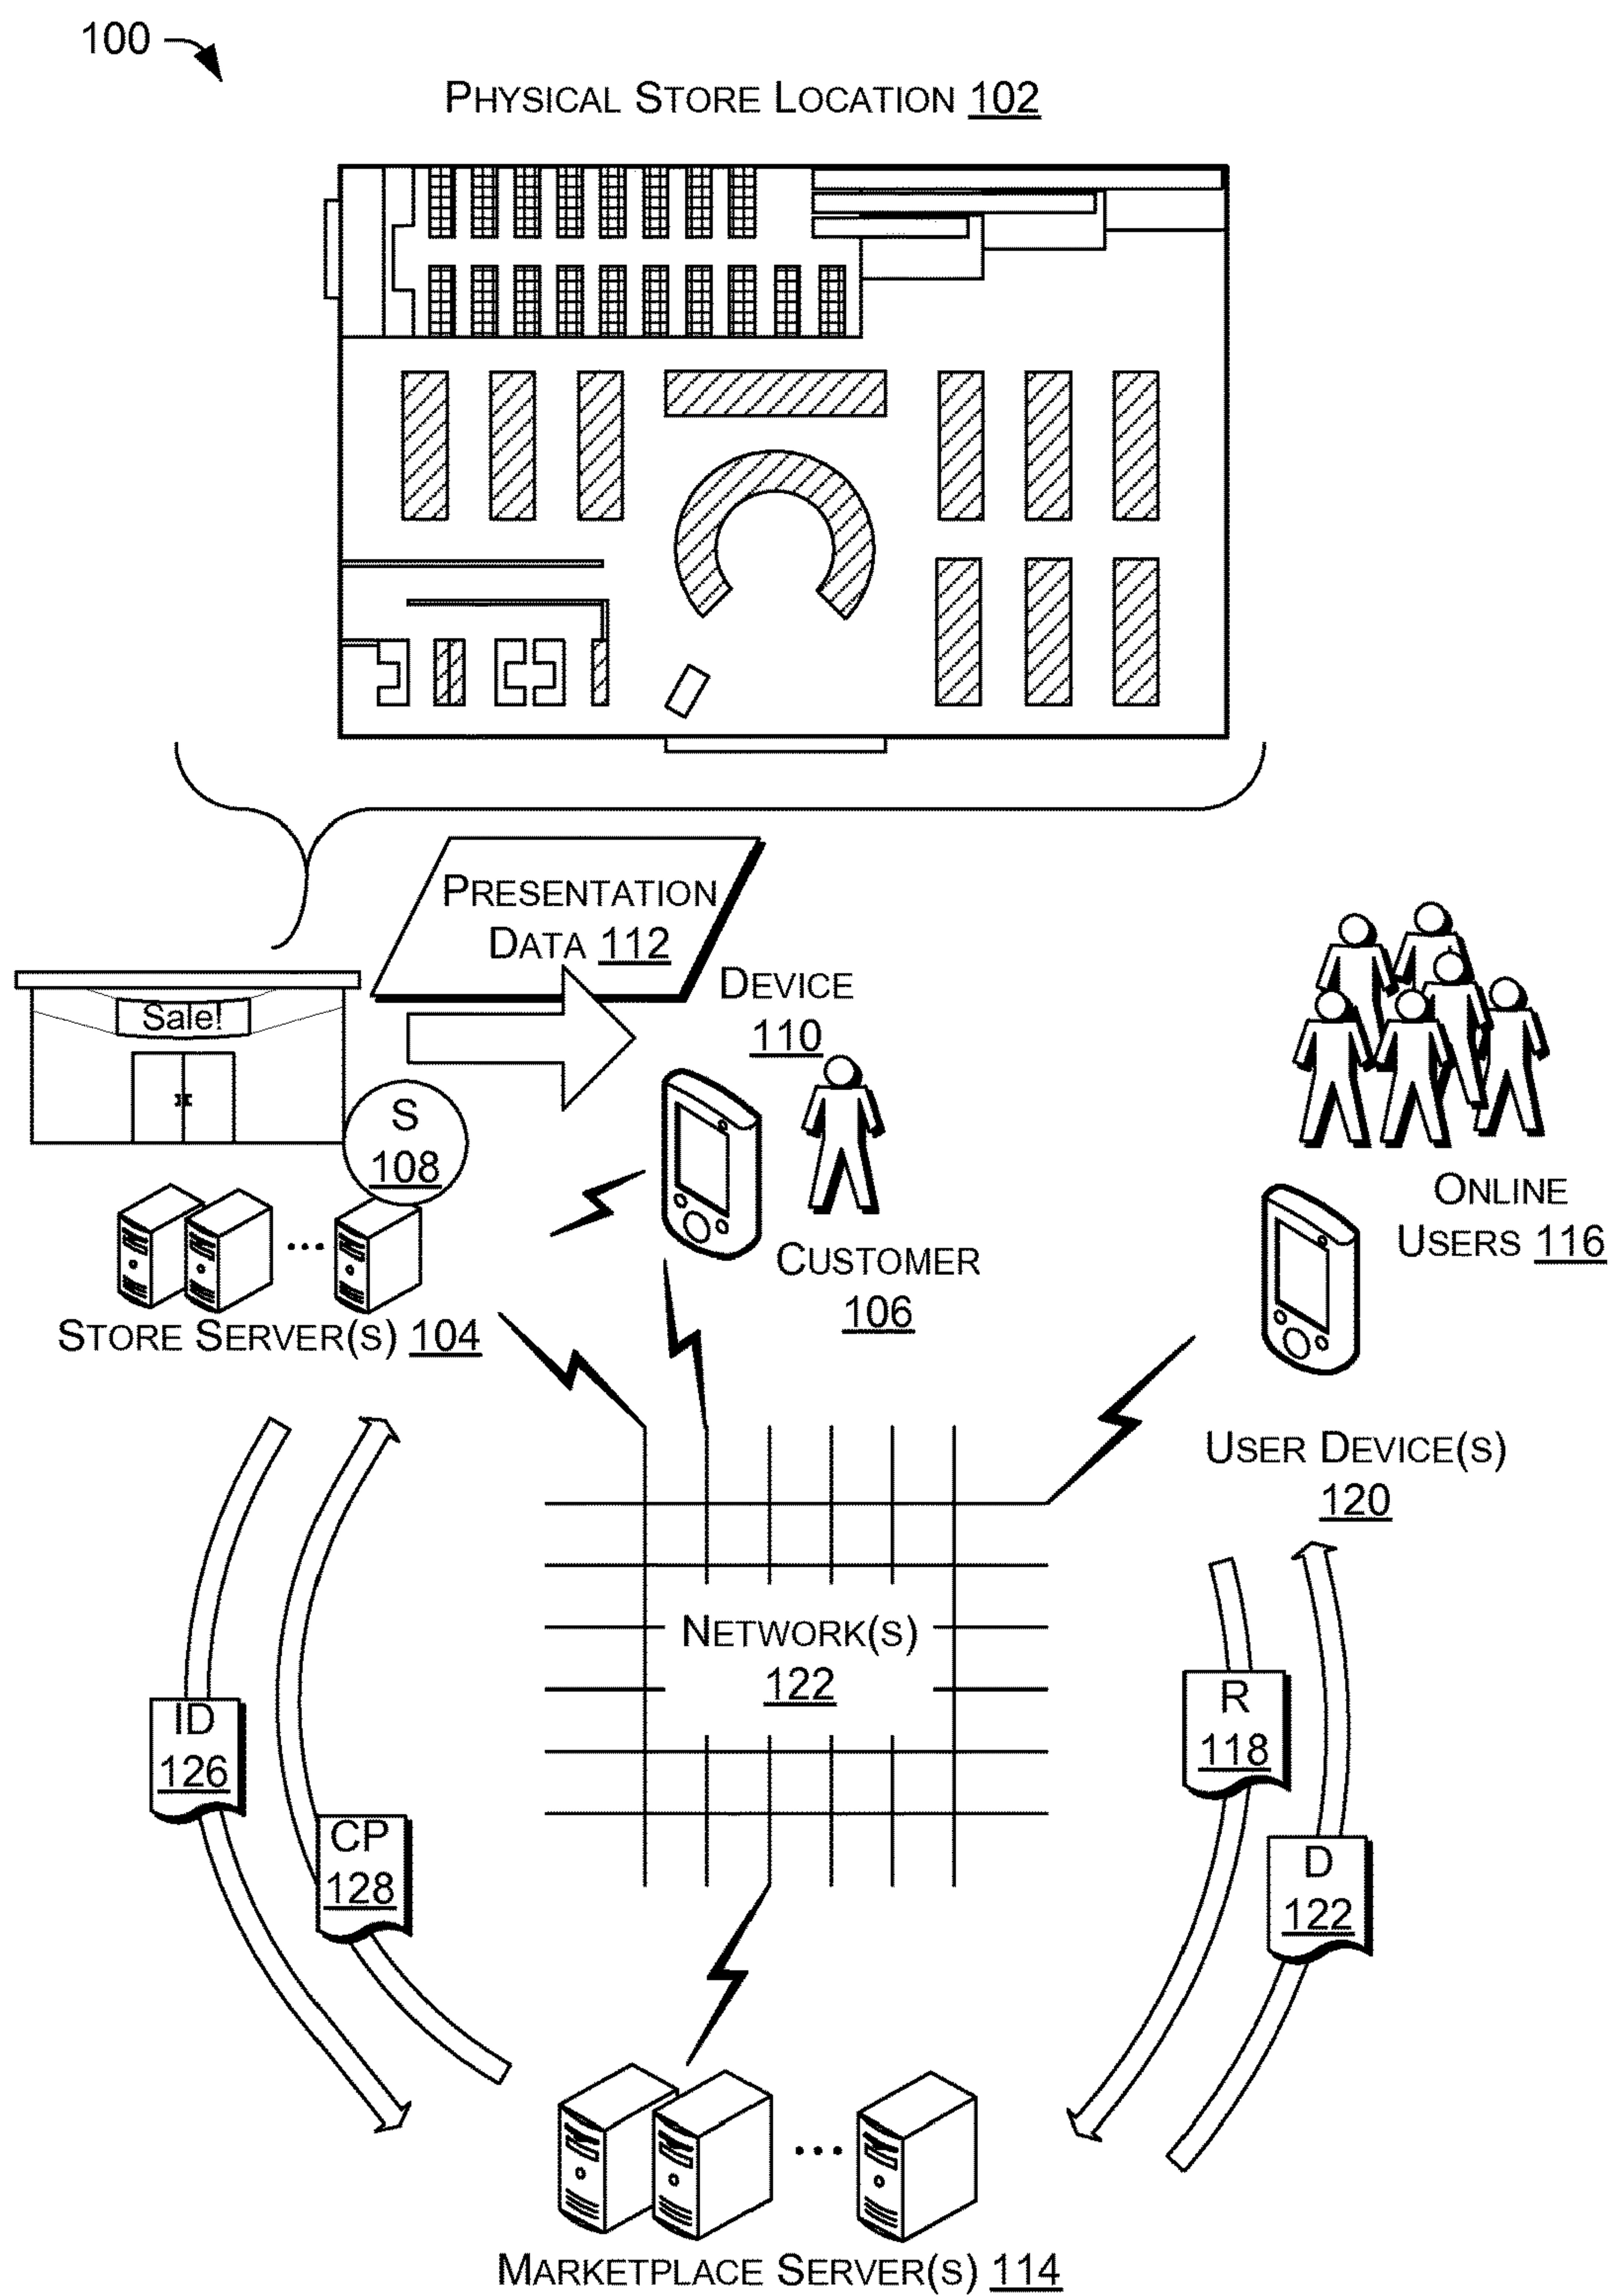 100
PHYSICAL STORE LOCATION 102
PRESENTATION
DATA 112
DEVICE
110
Sale!
S
108
STORE SERVER(S) 104
CUSTOMER
106
ONLINE
USERS 116
USER DEVICE(S)
120
NETWORK(S)
122
ID
126
CP
128
R
118
D
122
MARKETPLACE SERVER(S) 114